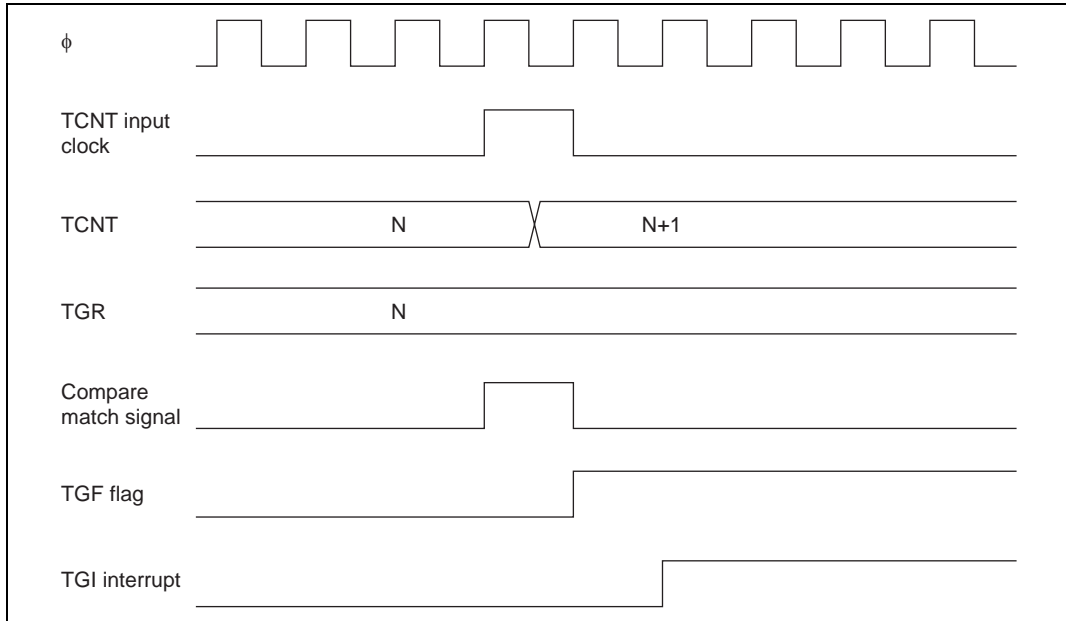 ϕ
TCNT input
clock
TCNT
N
N+1
TGR
N
Compare
match signal
TGF flag
TGI interrupt